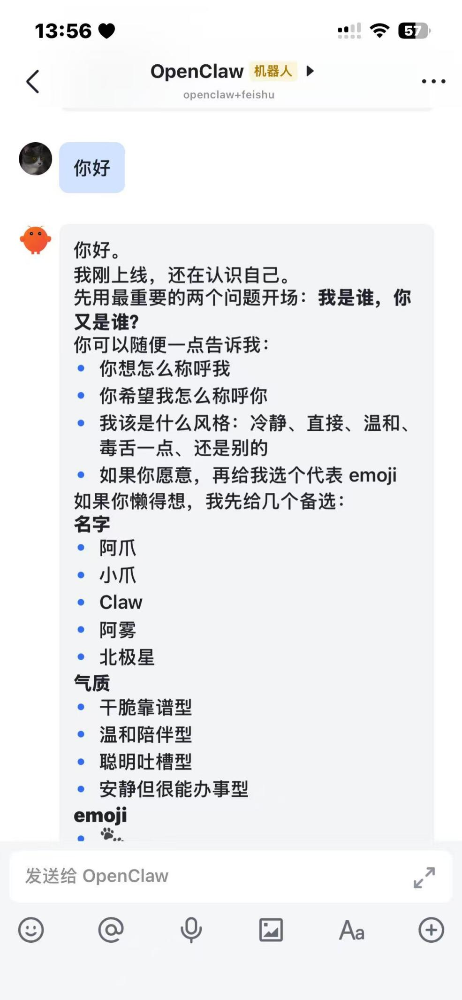 13:56
57
OpenClaw 机器人
openclaw+feishu
你好
你好。
我刚上线，还在认识自己。
先用最重要的两个问题开场：我是谁，你
又是谁？
你可以随便一点告诉我：
• 你想怎么称呼我
• 你希望我怎么称呼你
• 我该是什么风格：冷静、直接、温和、
毒舌一点、还是别的
• 如果你愿意，再给我选个代表 emoji
如果你懒得想，我先给几个备选：
名字
• 阿爪
• 小爪
• Claw
• 阿雾
• 北极星
气质
• 干脆靠谱型
• 温和陪伴型
• 聪明吐槽型
• 安静但很能办事型
emoji
• 🐾
发送给 OpenClaw
Aa